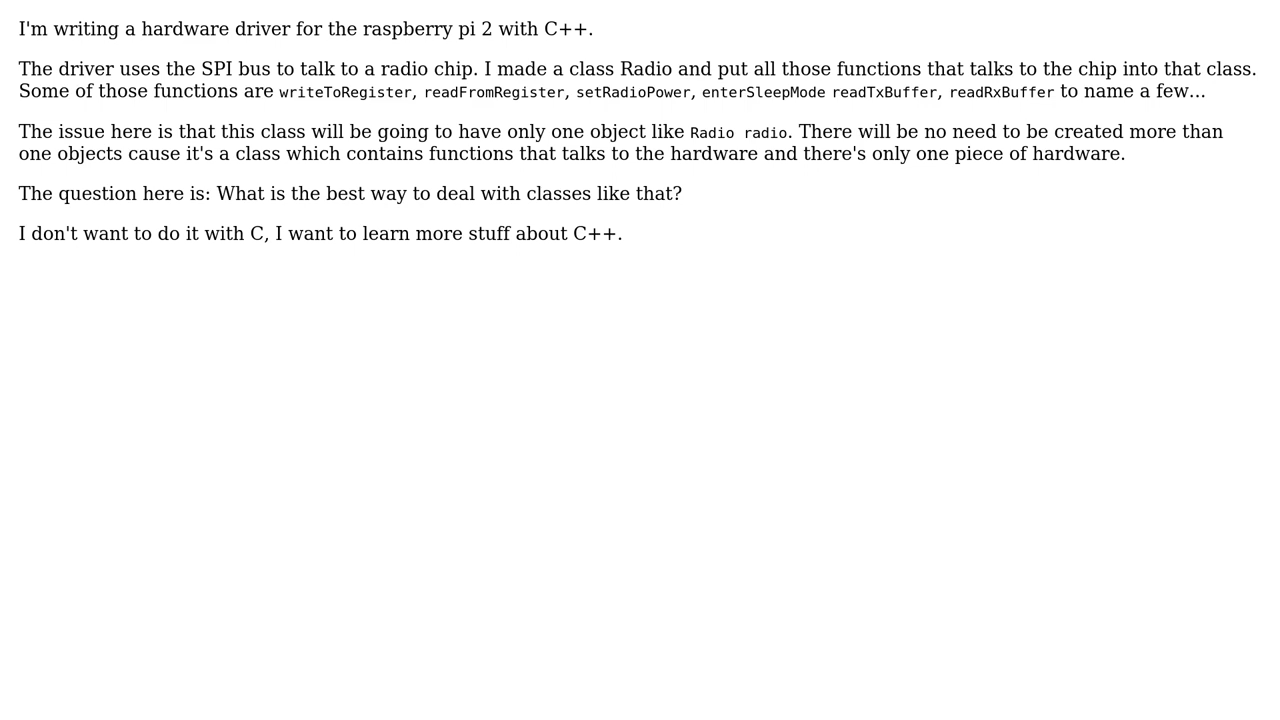 I'm writing a hardware driver for the raspberry pi 2 with C++.
The driver uses the SPI bus to talk to a radio chip. I made a class Radio and put all those functions that talks to the chip into that class.
Some of those functions are writeToRegister, readFromRegister, setRadioPower, enterSleepMode readTxBuffer, readRxBuffer to name a few...
The issue here is that this class will be going to have only one object like Radio radio. There will be no need to be created more than
one objects cause it's a class which contains functions that talks to the hardware and there's only one piece of hardware.
The question here is: What is the best way to deal with classes like that?
I don't want to do it with C, I want to learn more stuff about C++.